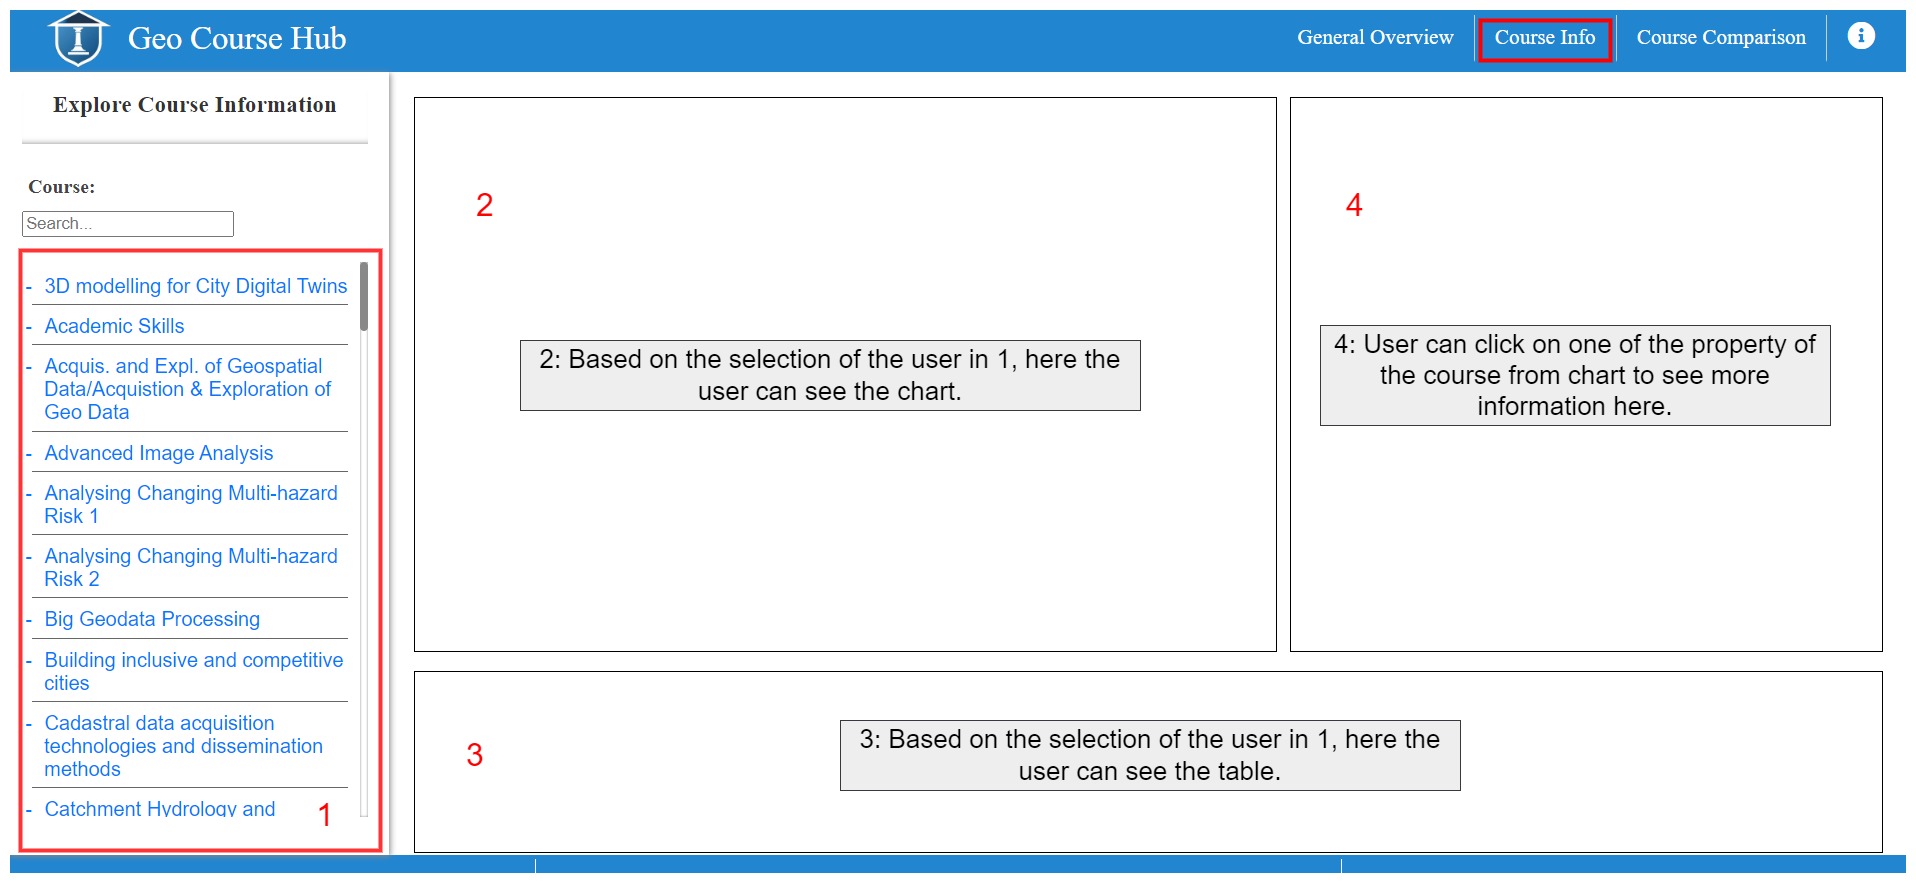 Geo Course Hub
General Overview
Course Info
Course Comparison
i
Explore Course Information
Course:
Search...
- 3D modelling for City Digital Twins
- Academic Skills
- Acquis. and Expl. of Geospatial
Data/Acquistion & Exploration of
Geo Data
- Advanced Image Analysis
- Analysing Changing Multi-hazard
Risk 1
- Analysing Changing Multi-hazard
Risk 2
- Big Geodata Processing
- Building inclusive and competitive
cities
- Cadastral data acquisition
technologies and dissemination
methods
- Catchment Hydrology and
1
2
2: Based on the selection of the user in 1, here the
user can see the chart.
4
4: User can click on one of the property of
the course from chart to see more
information here.
3
3: Based on the selection of the user in 1, here the
user can see the table.